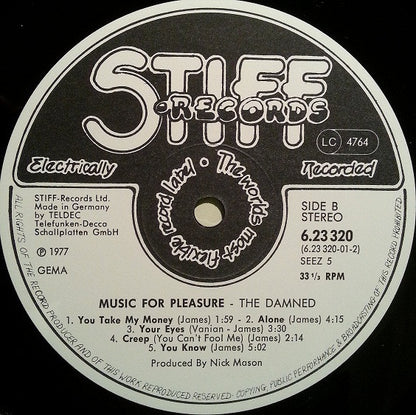 STIFF
RECORDS
LC 4764
Electrically
Recorded
The worlds most flexible record label
STIFF-Records Ltd.
Made in Germany
by TELDEC
Telefunken-Decca
Schallplatten GmbH
℗ 1977
GEMA
SIDE B
STEREO
6.23 320
(6.23 320-01-2)
SEEZ 5
33 1/3 RPM
MUSIC FOR PLEASURE - THE DAMNED
1. You Take My Money (James) 1:59 - 2. Alone (James) 4:15
3. Your Eyes (Vanian - James) 3:30
4. Creep (You Can't Fool Me) (James) 2:14
5. You Know (James) 5:02
Produced By Nick Mason
ALL RIGHTS OF THE RECORD PRODUCER AND OF THIS WORK REPRODUCED RESERVED - COPYING, PUBLIC PERFORMANCE & BROADCASTING OF THIS RECORD PROHIBITED